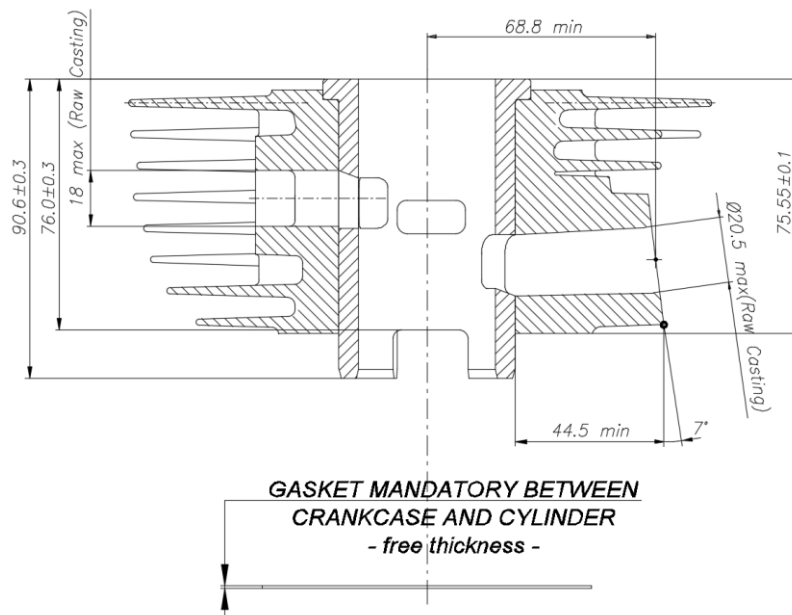 68.8 min
18 max (Raw Casting)
90.6±0.3
76.0±0.3
75.55±0.1
Ø20.5 max(Raw Casting)
44.5 min
7°
GASKET MANDATORY BETWEEN
CRANKCASE AND CYLINDER
- free thickness -